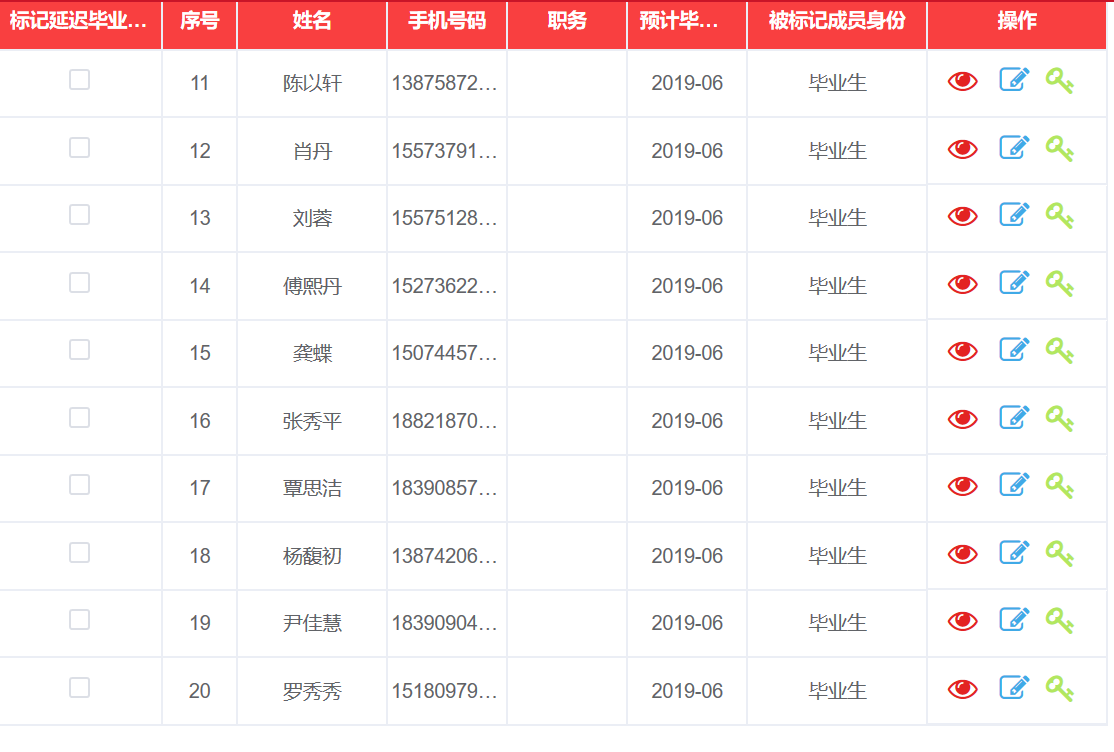 标记延迟毕业... 序号 姓名 手机号码 职务 预计毕... 被标记成员身份 操作
11 陈以轩 13875872... 2019-06 毕业生
12 肖丹 15573791... 2019-06 毕业生
13 刘蓉 15575128... 2019-06 毕业生
14 傅熙丹 15273622... 2019-06 毕业生
15 龚蝶 15074457... 2019-06 毕业生
16 张秀平 18821870... 2019-06 毕业生
17 覃思洁 18390857... 2019-06 毕业生
18 杨馥初 13874206... 2019-06 毕业生
19 尹佳慧 18390904... 2019-06 毕业生
20 罗秀秀 15180979... 2019-06 毕业生